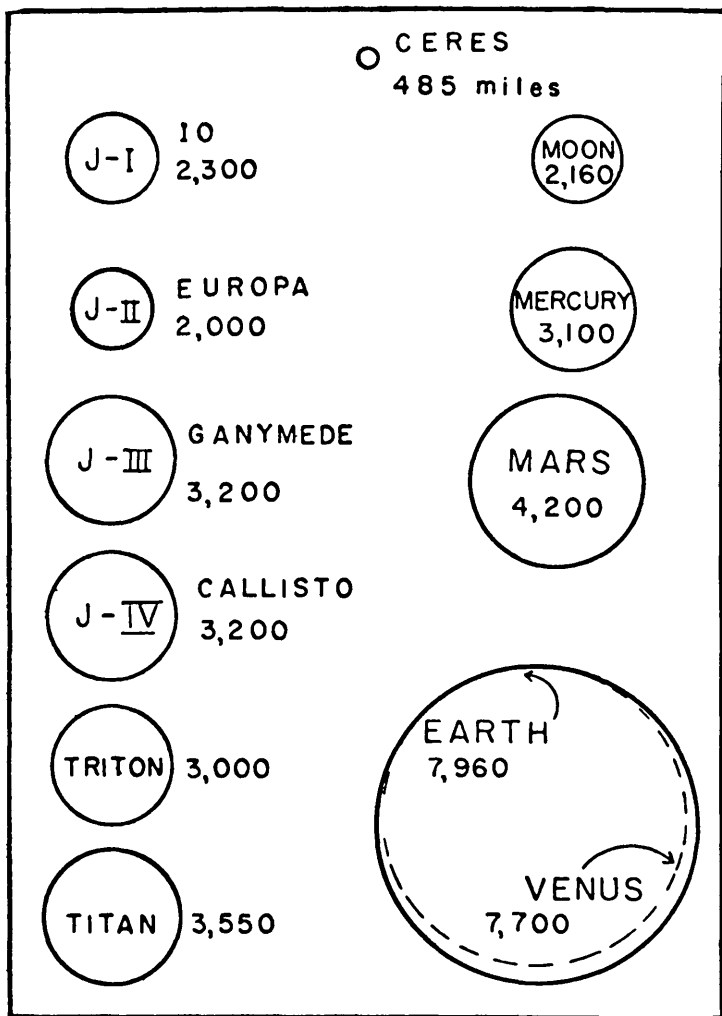 CERES
485 miles
J-I
IO
2,300
MOON
2,160
J-II
EUROPA
2,000
MERCURY
3,100
J-III
GANYMEDE
3,200
MARS
4,200
J-IV
CALLISTO
3,200
TRITON
3,000
EARTH
7,960
VENUS
7,700
TITAN
3,550